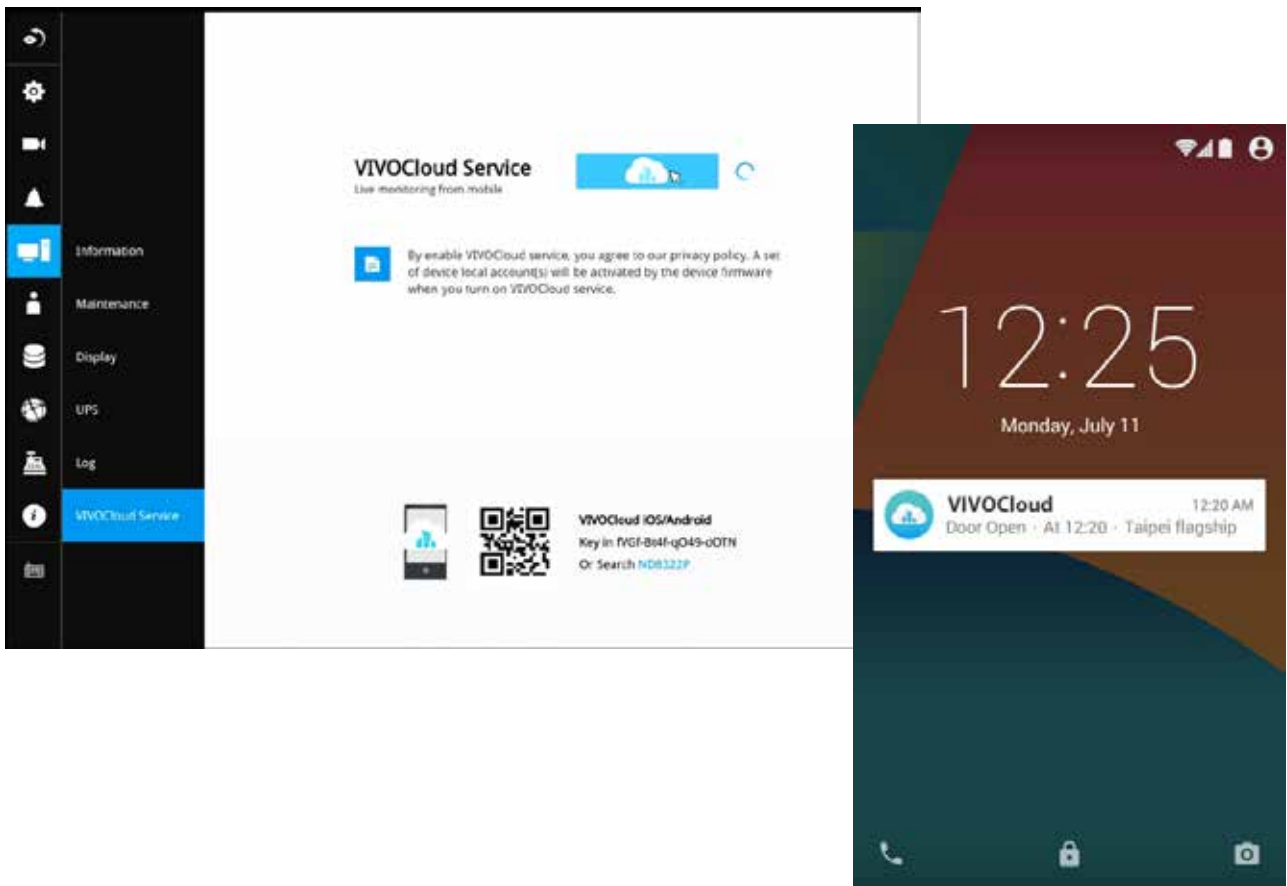 VIVOCloud Service
Live monitoring from mobile
By enable VIVOCloud service, you agree to our privacy policy. A set
of device local account(s) will be activated by the device firmware
when you turn on VIVOCloud service.
Information
Maintenance
Display
UPS
Log
VIVOCloud Service
VIVOCloud iOS/Android
Key in
Or Search ND8322P
12:25
Monday, July 11
VIVOCloud 12:20 AM
Door Open · At 12:20 · Taipei flagship